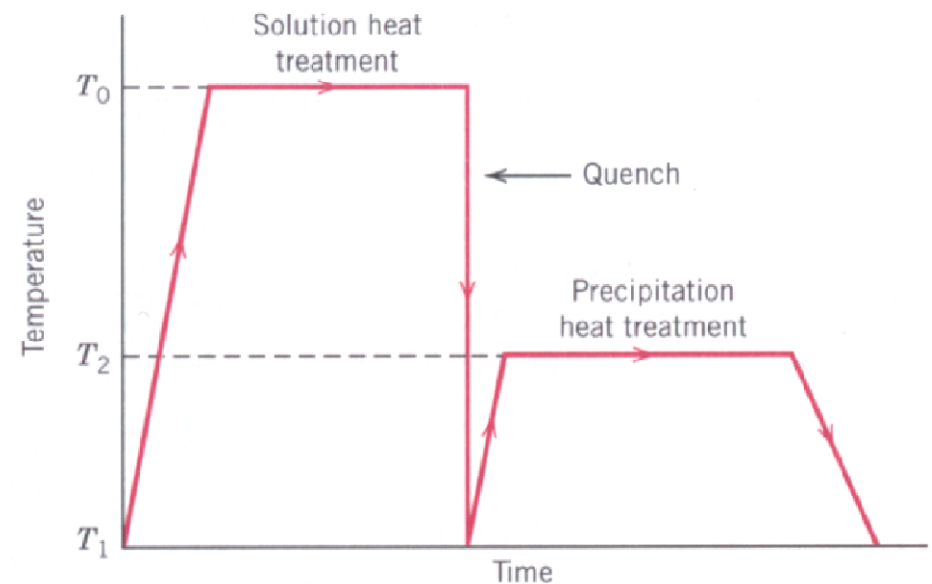 Solution heat
treatment
T0
Quench
Temperature
Precipitation
heat treatment
T2
T1
Time